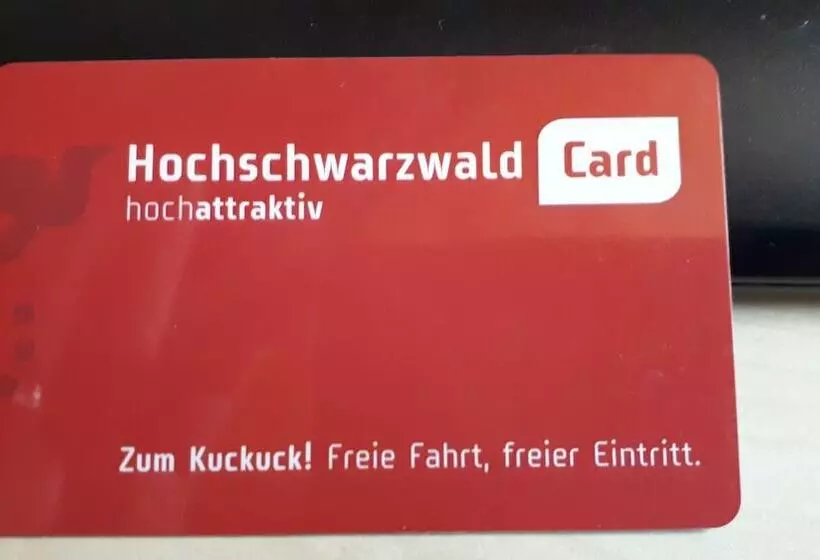 Hochschwarzwald Card
hochattraktiv
Zum Kuckuck! Freie Fahrt, freier Eintritt.